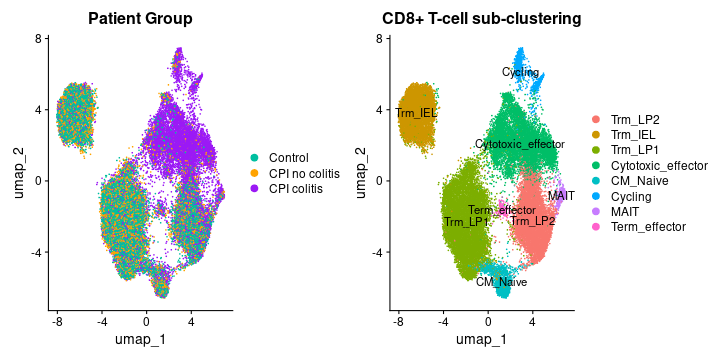 Patient Group
CD8+ T-cell sub-clustering
8
4
0
-4
umap_2
-8
-4
0
4
umap_1
Control
CPI no colitis
CPI colitis
8
4
0
-4
umap_2
-8
-4
0
4
umap_1
Cycling
Trm_IEL
Cytotoxic_effector
MAIT
Term_effector
Trm_LP1
Trm_LP2
CM_Naive
Trm_LP2
Trm_IEL
Trm_LP1
Cytotoxic_effector
CM_Naive
Cycling
MAIT
Term_effector